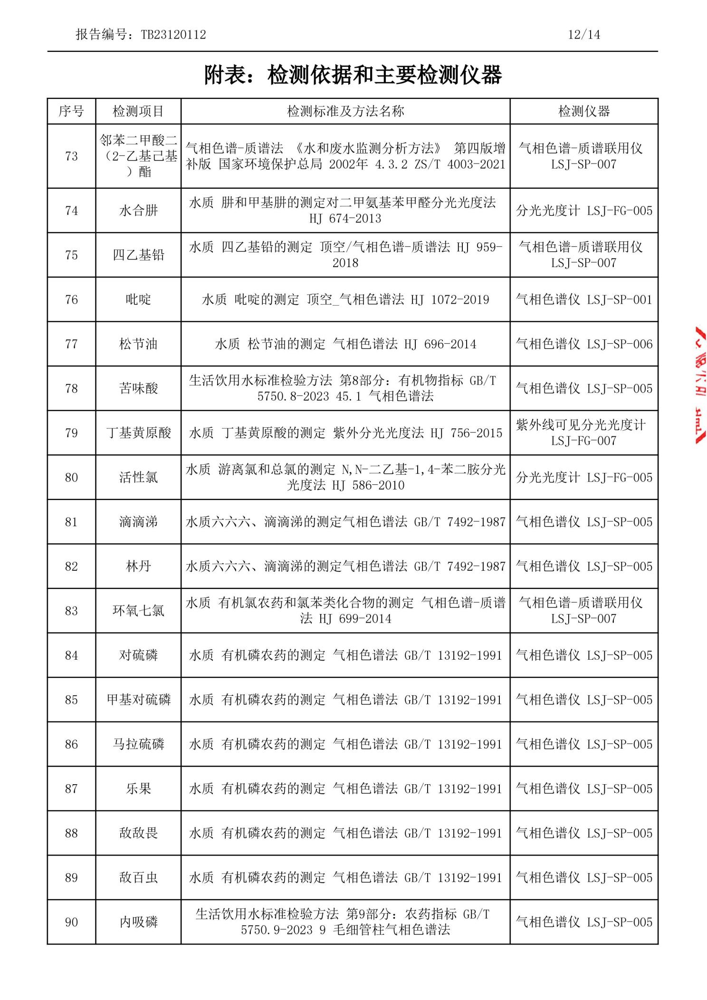 报告编号：TB23120112 12/14
附表：检测依据和主要检测仪器
序号 检测项目 检测标准及方法名称 检测仪器
73 邻苯二甲酸二（2-乙基己基）酯 气相色谱-质谱法 《水和废水监测分析方法》 第四版增补版 国家环境保护总局 2002年 4.3.2 ZS/T 4003-2021 气相色谱-质谱联用仪 LSJ-SP-007
74 水合肼 水质 肼和甲基肼的测定对二甲氨基苯甲醛分光光度法 HJ 674-2013 分光光度计 LSJ-FG-005
75 四乙基铅 水质 四乙基铅的测定 顶空/气相色谱-质谱法 HJ 959-2018 气相色谱-质谱联用仪 LSJ-SP-007
76 吡啶 水质 吡啶的测定 顶空_气相色谱法 HJ 1072-2019 气相色谱仪 LSJ-SP-001
77 松节油 水质 松节油的测定 气相色谱法 HJ 696-2014 气相色谱仪 LSJ-SP-006
78 苦味酸 生活饮用水标准检验方法 第8部分：有机物指标 GB/T 5750.8-2023 45.1 气相色谱法 气相色谱仪 LSJ-SP-005
79 丁基黄原酸 水质 丁基黄原酸的测定 紫外分光光度法 HJ 756-2015 紫外线可见分光光度计 LSJ-FG-007
80 活性氯 水质 游离氯和总氯的测定 N,N-二乙基-1,4-苯二胺分光光度法 HJ 586-2010 分光光度计 LSJ-FG-005
81 滴滴涕 水质六六六、滴滴涕的测定气相色谱法 GB/T 7492-1987 气相色谱仪 LSJ-SP-005
82 林丹 水质六六六、滴滴涕的测定气相色谱法 GB/T 7492-1987 气相色谱仪 LSJ-SP-005
83 环氧七氯 水质 有机氯农药和氯苯类化合物的测定 气相色谱-质谱法 HJ 699-2014 气相色谱-质谱联用仪 LSJ-SP-007
84 对硫磷 水质 有机磷农药的测定 气相色谱法 GB/T 13192-1991 气相色谱仪 LSJ-SP-005
85 甲基对硫磷 水质 有机磷农药的测定 气相色谱法 GB/T 13192-1991 气相色谱仪 LSJ-SP-005
86 马拉硫磷 水质 有机磷农药的测定 气相色谱法 GB/T 13192-1991 气相色谱仪 LSJ-SP-005
87 乐果 水质 有机磷农药的测定 气相色谱法 GB/T 13192-1991 气相色谱仪 LSJ-SP-005
88 敌敌畏 水质 有机磷农药的测定 气相色谱法 GB/T 13192-1991 气相色谱仪 LSJ-SP-005
89 敌百虫 水质 有机磷农药的测定 气相色谱法 GB/T 13192-1991 气相色谱仪 LSJ-SP-005
90 内吸磷 生活饮用水标准检验方法 第9部分：农药指标 GB/T 5750.9-2023 9 毛细管柱气相色谱法 气相色谱仪 LSJ-SP-005